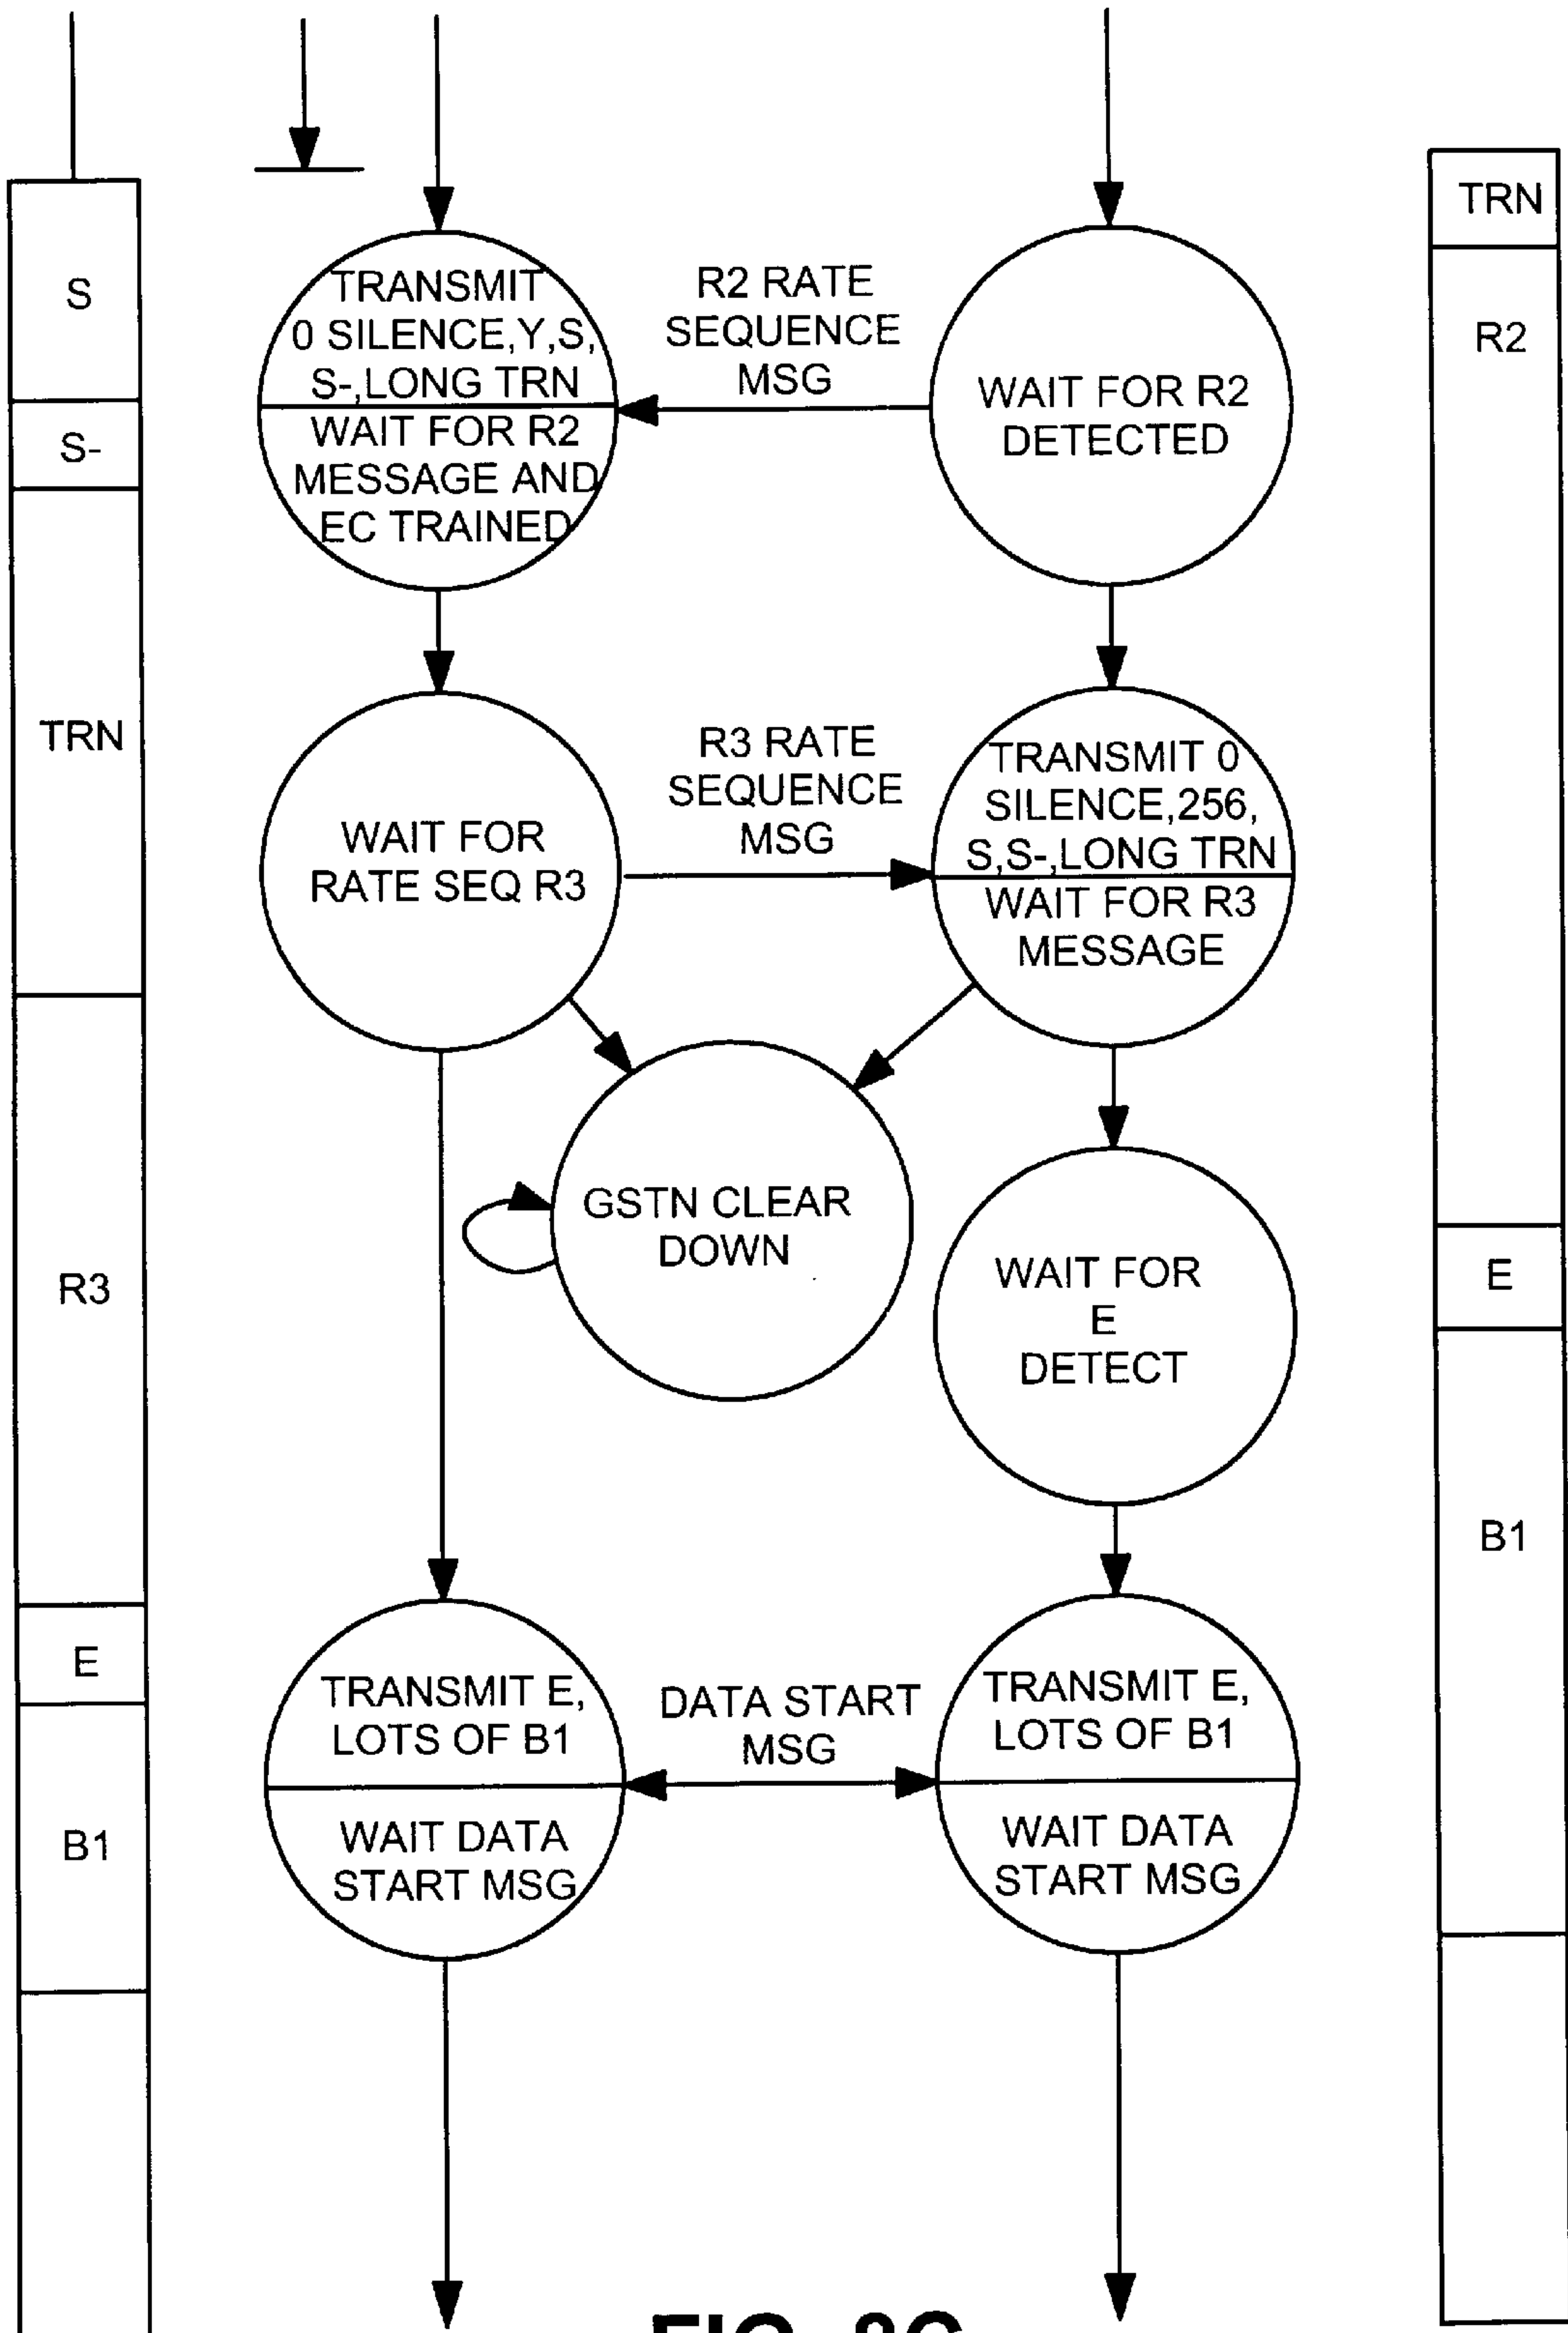 S
S-
TRN
R3
E
B1
TRANSMIT
0 SILENCE,Y,S,
S-,LONG TRN
WAIT FOR R2
MESSAGE AND
EC TRAINED
R2 RATE
SEQUENCE
MSG
WAIT FOR R2
DETECTED
WAIT FOR
RATE SEQ R3
R3 RATE
SEQUENCE
MSG
TRANSMIT 0
SILENCE,256,
S,S-,LONG TRN
WAIT FOR R3
MESSAGE
GSTN CLEAR
DOWN
WAIT FOR
E
DETECT
TRANSMIT E,
LOTS OF B1
WAIT DATA
START MSG
DATA START
MSG
TRANSMIT E,
LOTS OF B1
WAIT DATA
START MSG
TRN
R2
E
B1